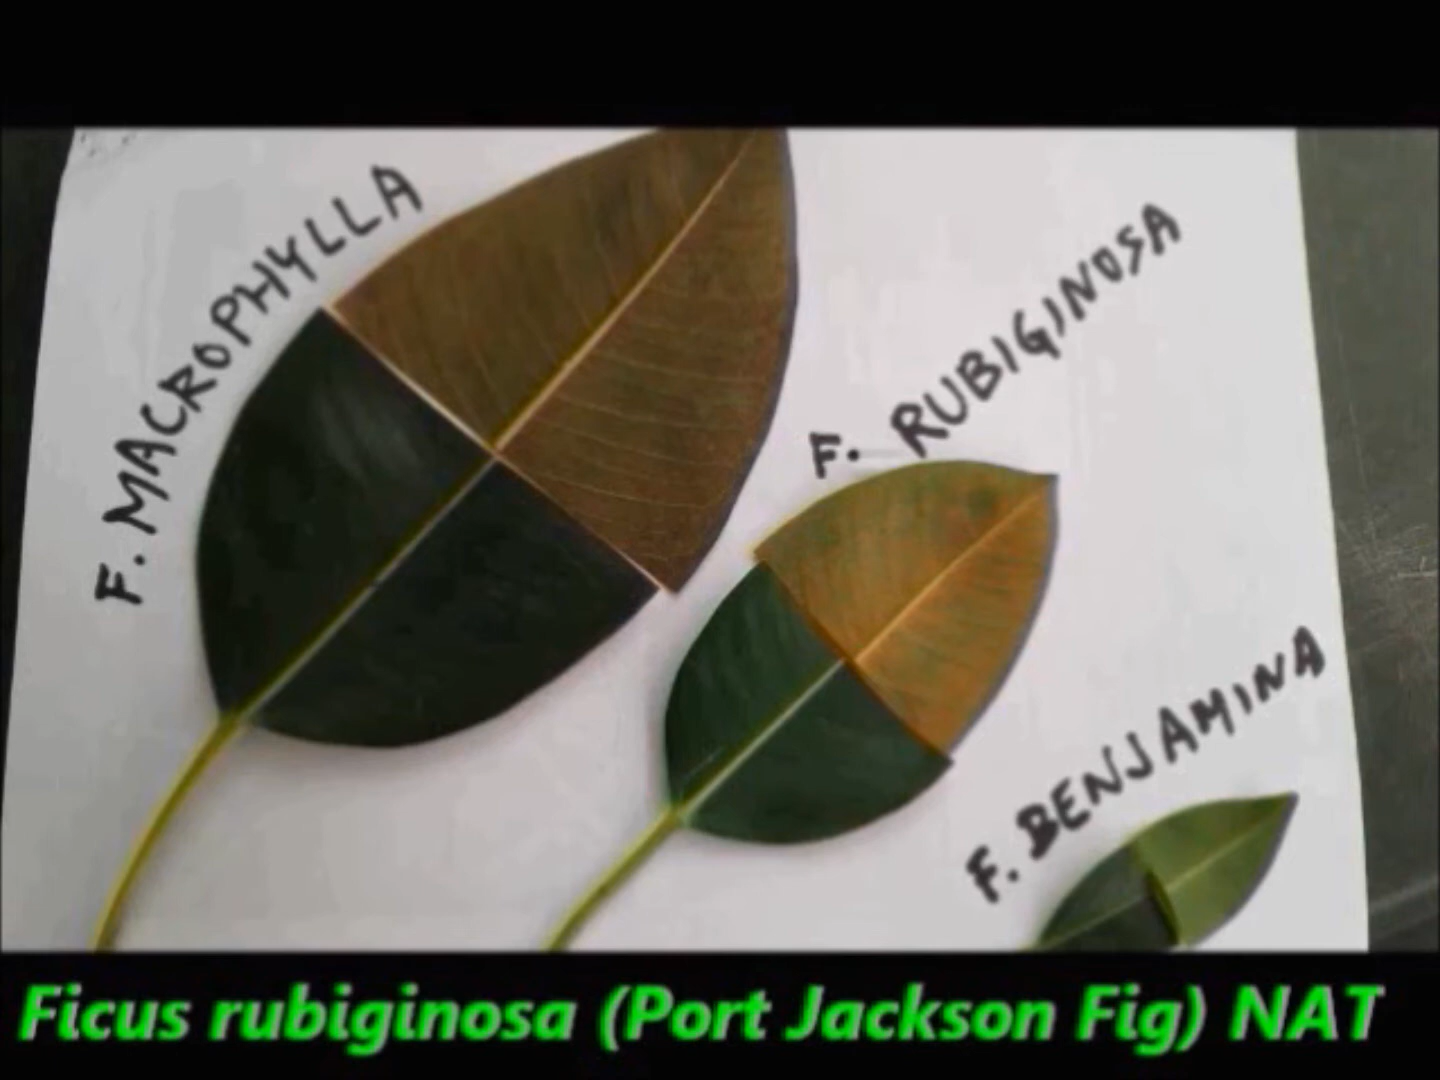 F. MACROPHYLLA
F. RUBIGINOSA
F. BENJAMINA
Ficus rubiginosa (Port Jackson Fig) NAT